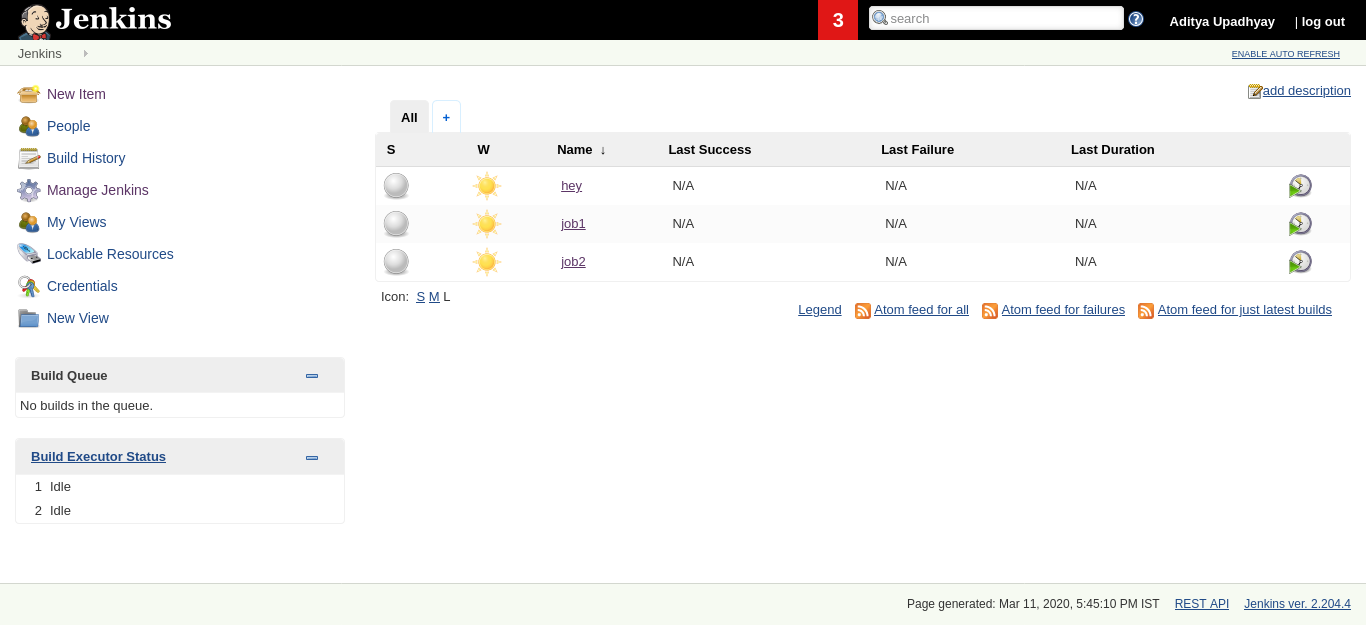 Jenkins
3
search
?
Aditya Upadhyay
| log out
Jenkins
ENABLE AUTO REFRESH
New Item
People
Build History
Manage Jenkins
My Views
Lockable Resources
Credentials
New View
Build Queue
No builds in the queue.
Build Executor Status
1 Idle
2 Idle
add description
All +
S W Name ↓ Last Success Last Failure Last Duration
hey N/A N/A N/A
job1 N/A N/A N/A
job2 N/A N/A N/A
Icon: S M L
Legend Atom feed for all Atom feed for failures Atom feed for just latest builds
Page generated: Mar 11, 2020, 5:45:10 PM IST REST API Jenkins ver. 2.204.4